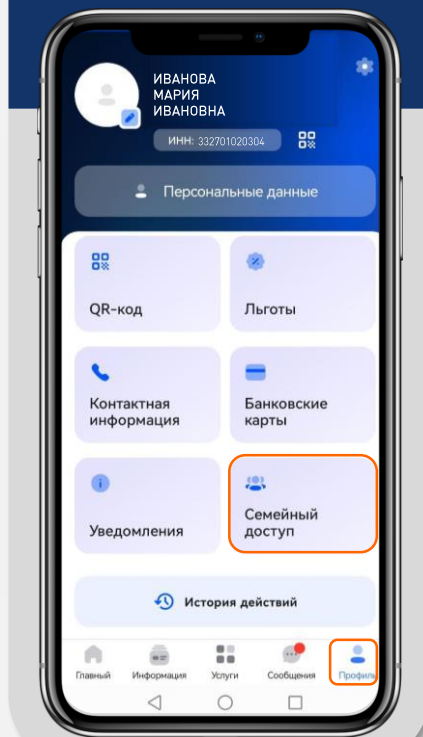 ИВАНОВА
МАРИЯ
ИВАНОВНА
ИНН: 332701020304
Персональные данные
QR-код
Льготы
Контактная
информация
Банковские
карты
Уведомления
Семейный
доступ
История действий
Главный
Информация
Услуги
Сообщения
Профиль